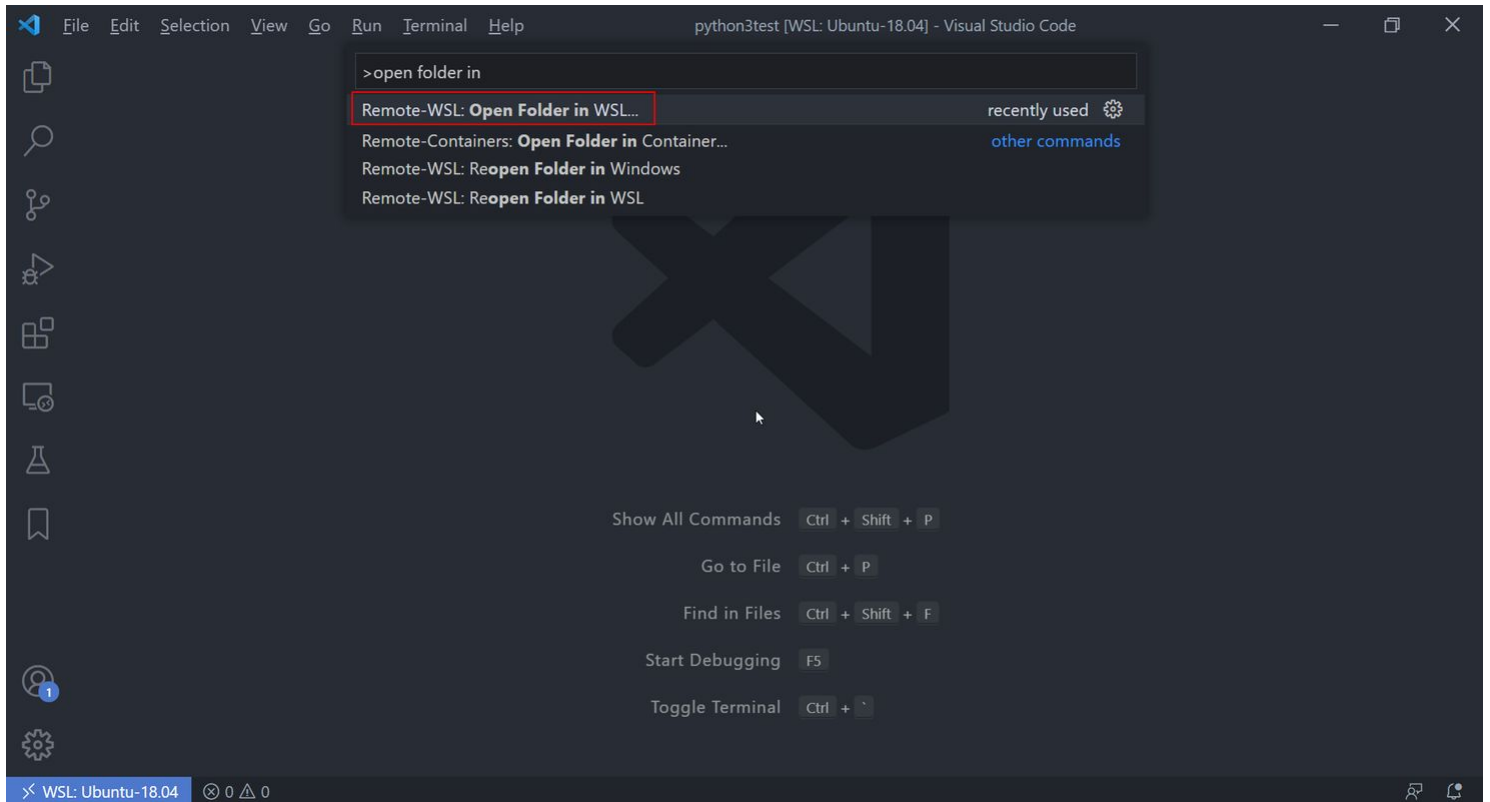 File Edit Selection View Go Run Terminal Help python3test [WSL: Ubuntu-18.04] - Visual Studio Code
>open folder in
Remote-WSL: Open Folder in WSL... recently used
Remote-Containers: Open Folder in Container... other commands
Remote-WSL: Reopen Folder in Windows
Remote-WSL: Reopen Folder in WSL
Show All Commands Ctrl + Shift + P
Go to File Ctrl + P
Find in Files Ctrl + Shift + F
Start Debugging F5
Toggle Terminal Ctrl + `
1
WSL: Ubuntu-18.04 0 0